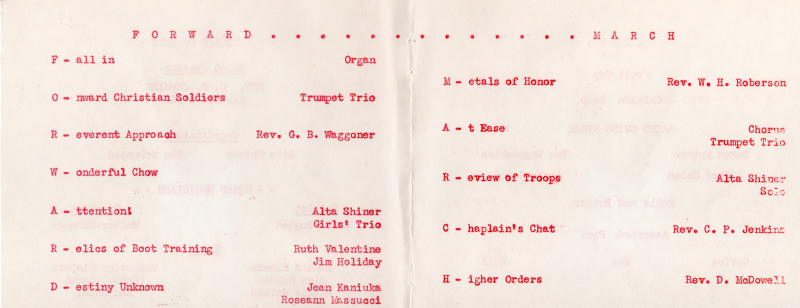 FORWARD . . . . . . . . . . . . . MARCH
F - all in Organ
O - nward Christian Soldiers Trumpet Trio
R - everent Approach Rev. G. B. Waggoner
W - onderful Chow
A - ttention! Alta Shiner
Girls' Trio
R - elics of Boot Training Ruth Valentine
Jim Holiday
D - estiny Unknown Jean Kaniuka
Roseann Massucci
M - etals of Honor Rev. W. H. Roberson
A - t Ease Chorus
Trumpet Trio
R - eview of Troops Alta Shiner
Solo
C - haplain's Chat Rev. C. P. Jenkins
H - igher Orders Rev. D. McDowell